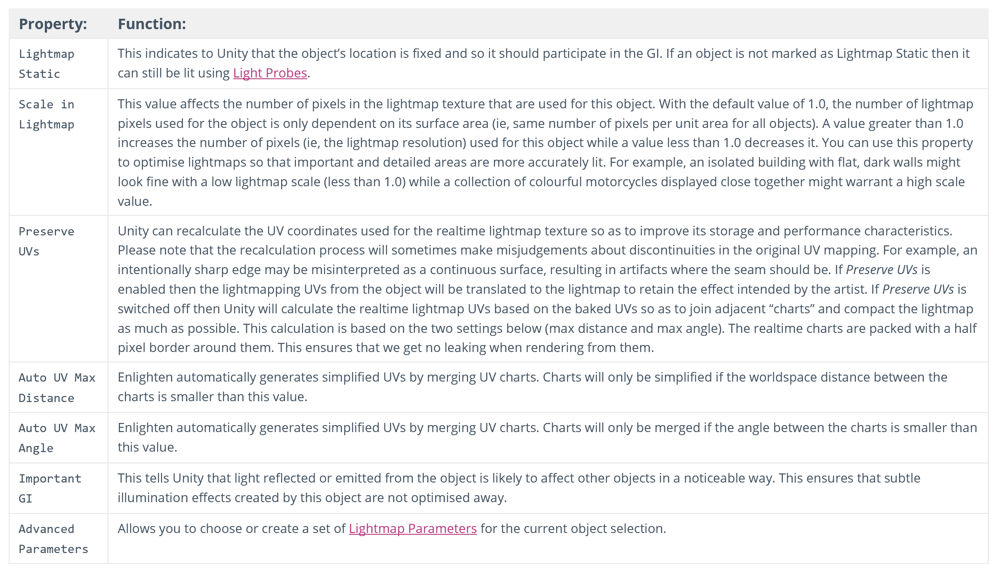 Property: Function:
Lightmap Static
This indicates to Unity that the object’s location is fixed and so it should participate in the GI. If an object is not marked as Lightmap Static then it
can still be lit using Light Probes.
Scale in Lightmap
This value affects the number of pixels in the lightmap texture that are used for this object. With the default value of 1.0, the number of lightmap
pixels used for the object is only dependent on its surface area (ie, same number of pixels per unit area for all objects). A value greater than 1.0
increases the number of pixels (ie, the lightmap resolution) used for this object while a value less than 1.0 decreases it. You can use this property
to optimise lightmaps so that important and detailed areas are more accurately lit. For example, an isolated building with flat, dark walls might
look fine with a low lightmap scale (less than 1.0) while a collection of colourful motorcycles displayed close together might warrant a high scale
value.
Preserve UVs
Unity can recalculate the UV coordinates used for the realtime lightmap texture so as to improve its storage and performance characteristics.
Please note that the recalculation process will sometimes make misjudgements about discontinuities in the original UV mapping. For example, an
intentionally sharp edge may be misinterpreted as a continuous surface, resulting in artifacts where the seam should be. If Preserve UVs is
enabled then the lightmapping UVs from the object will be translated to the lightmap to retain the effect intended by the artist. If Preserve UVs is
switched off then Unity will calculate the realtime lightmap UVs based on the baked UVs so as to join adjacent “charts” and compact the lightmap
as much as possible. This calculation is based on the two settings below (max distance and max angle). The realtime charts are packed with a half
pixel border around them. This ensures that we get no leaking when rendering from them.
Auto UV Max Distance
Enlighten automatically generates simplified UVs by merging UV charts. Charts will only be simplified if the worldspace distance between the
charts is smaller than this value.
Auto UV Max Angle
Enlighten automatically generates simplified UVs by merging UV charts. Charts will only be merged if the angle between the charts is smaller than
this value.
Important GI
This tells Unity that light reflected or emitted from the object is likely to affect other objects in a noticeable way. This ensures that subtle
illumination effects created by this object are not optimised away.
Advanced Parameters
Allows you to choose or create a set of Lightmap Parameters for the current object selection.